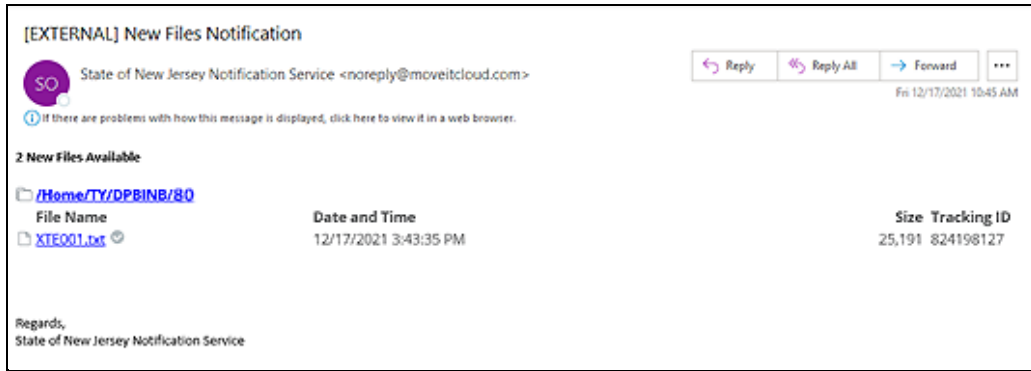 [EXTERNAL] New Files Notification
SO
State of New Jersey Notification Service <noreply@moveitcloud.com>
Reply Reply All Forward ...
Fri 12/17/2021 10:45 AM
If there are problems with how this message is displayed, click here to view it in a web browser.
2 New Files Available
/Home/TY/DPBINB/80
File Name Date and Time Size Tracking ID
XTE001.txt 12/17/2021 3:43:35 PM 25,191 824198127
Regards,
State of New Jersey Notification Service